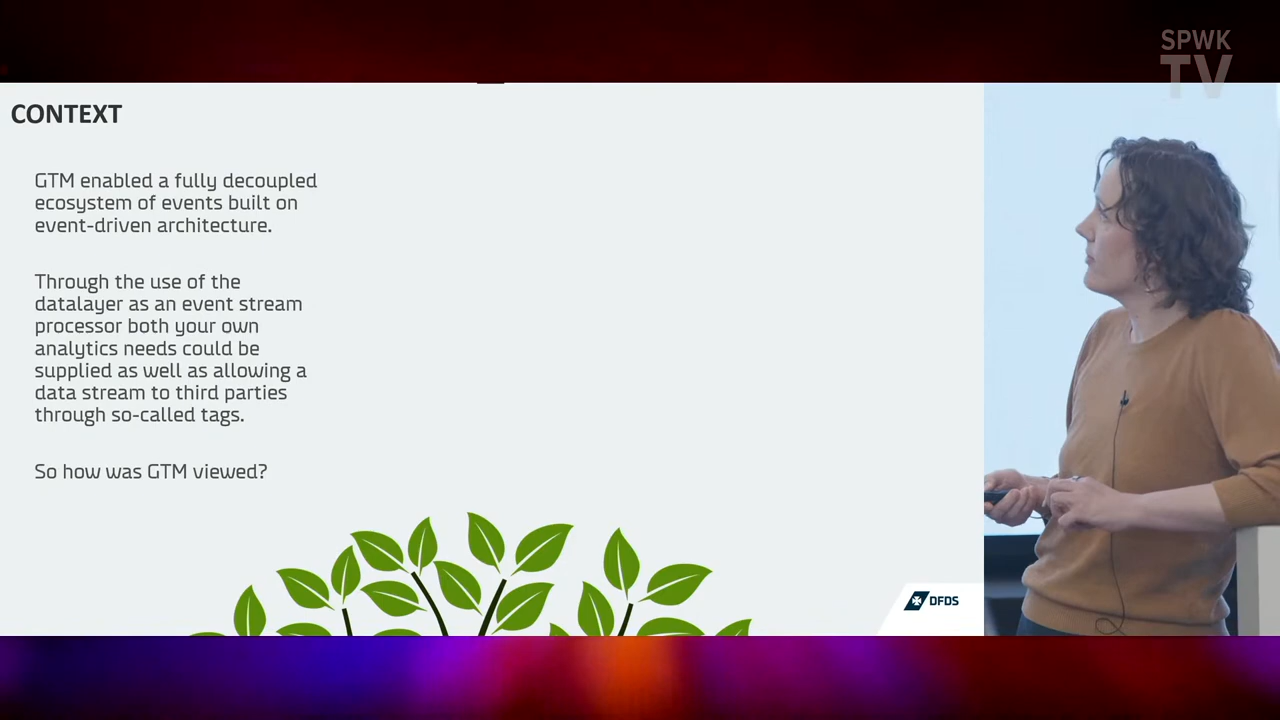 SPWK
TV
CONTEXT
GTM enabled a fully decoupled
ecosystem of events built on
event-driven architecture.
Through the use of the
datalayer as an event stream
processor both your own
analytics needs could be
supplied as well as allowing a
data stream to third parties
through so-called tags.
So how was GTM viewed?
DFDS